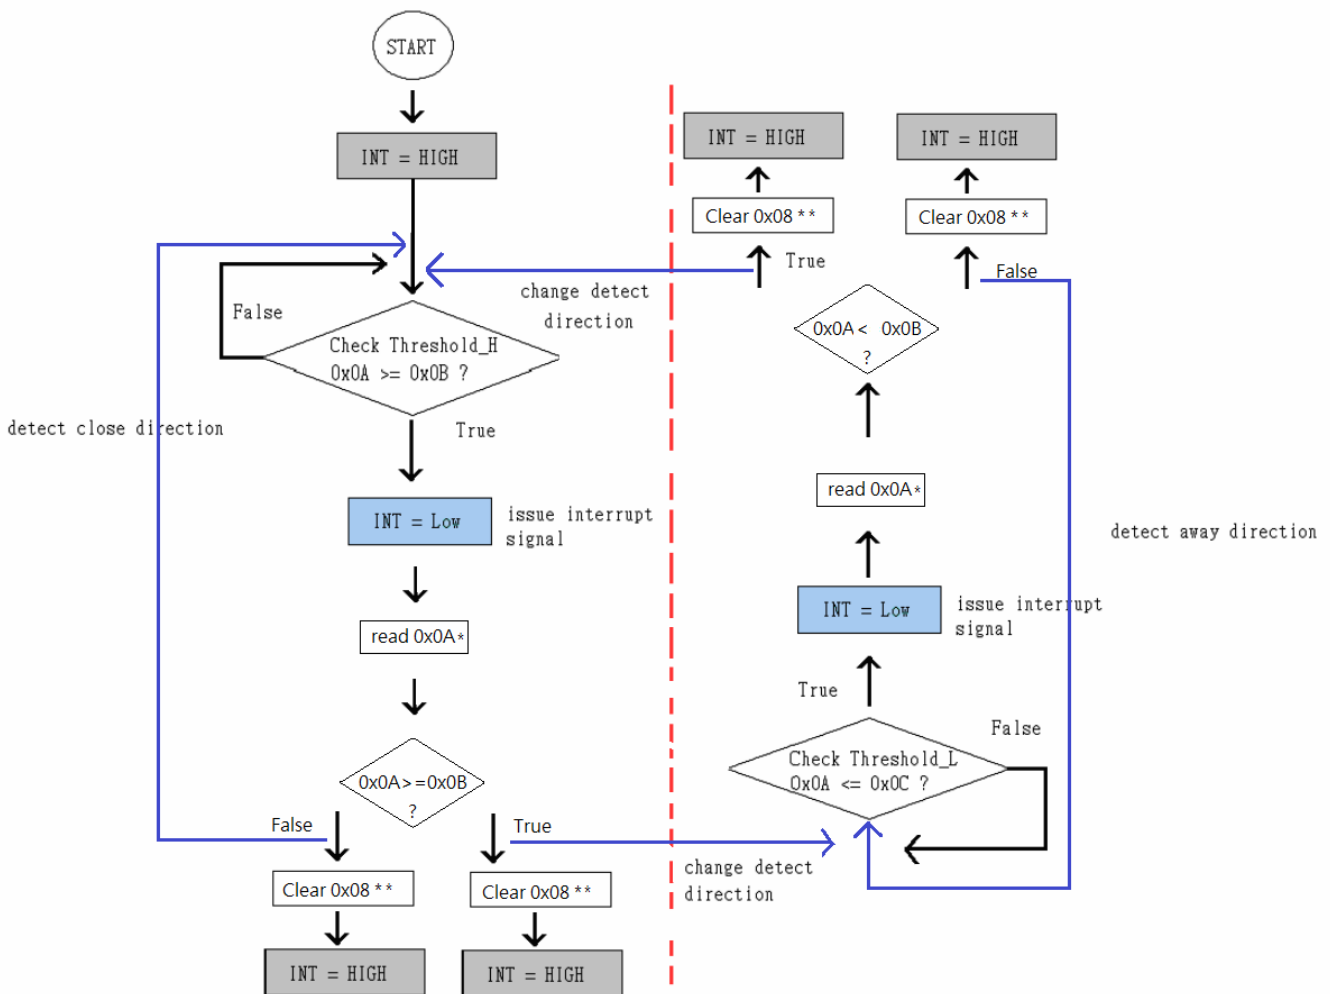 START
INT = HIGH
False
Check Threshold_H
0x0A >= 0x0B ?
detect close direction
True
INT = Low
issue interrupt
signal
read 0x0A*
0x0A>=0x0B
?
False
True
Clear 0x08 **
Clear 0x08 **
INT = HIGH
INT = HIGH
change detect
direction
INT = HIGH
INT = HIGH
Clear 0x08 **
Clear 0x08 **
True
False
0x0A < 0x0B
?
read 0x0A*
detect away direction
INT = Low
issue interrupt
signal
True
False
Check Threshold_L
0x0A <= 0x0C ?
change detect
direction